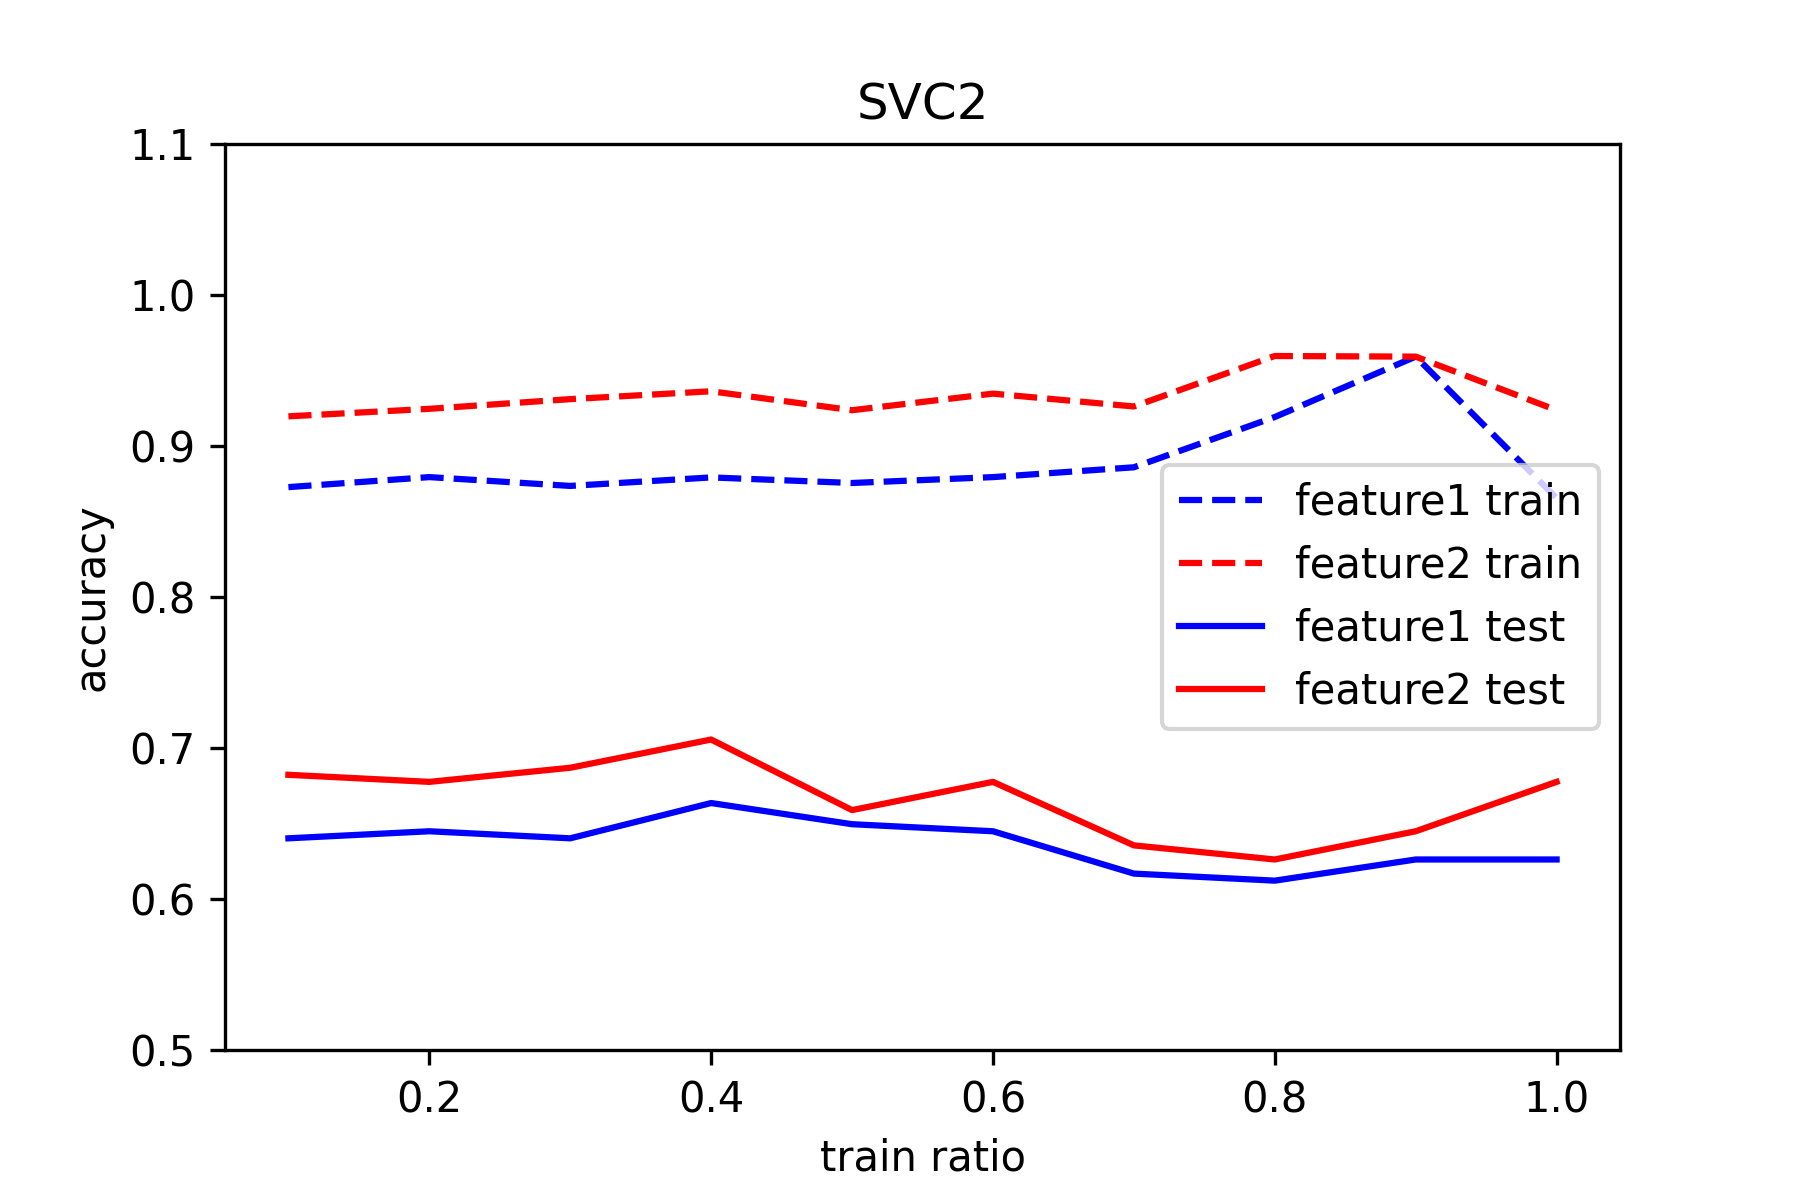 SVC2
1.1
1.0
0.9
0.8
0.7
0.6
0.5
accuracy
feature1 train
feature2 train
feature1 test
feature2 test
0.2 0.4 0.6 0.8 1.0
train ratio